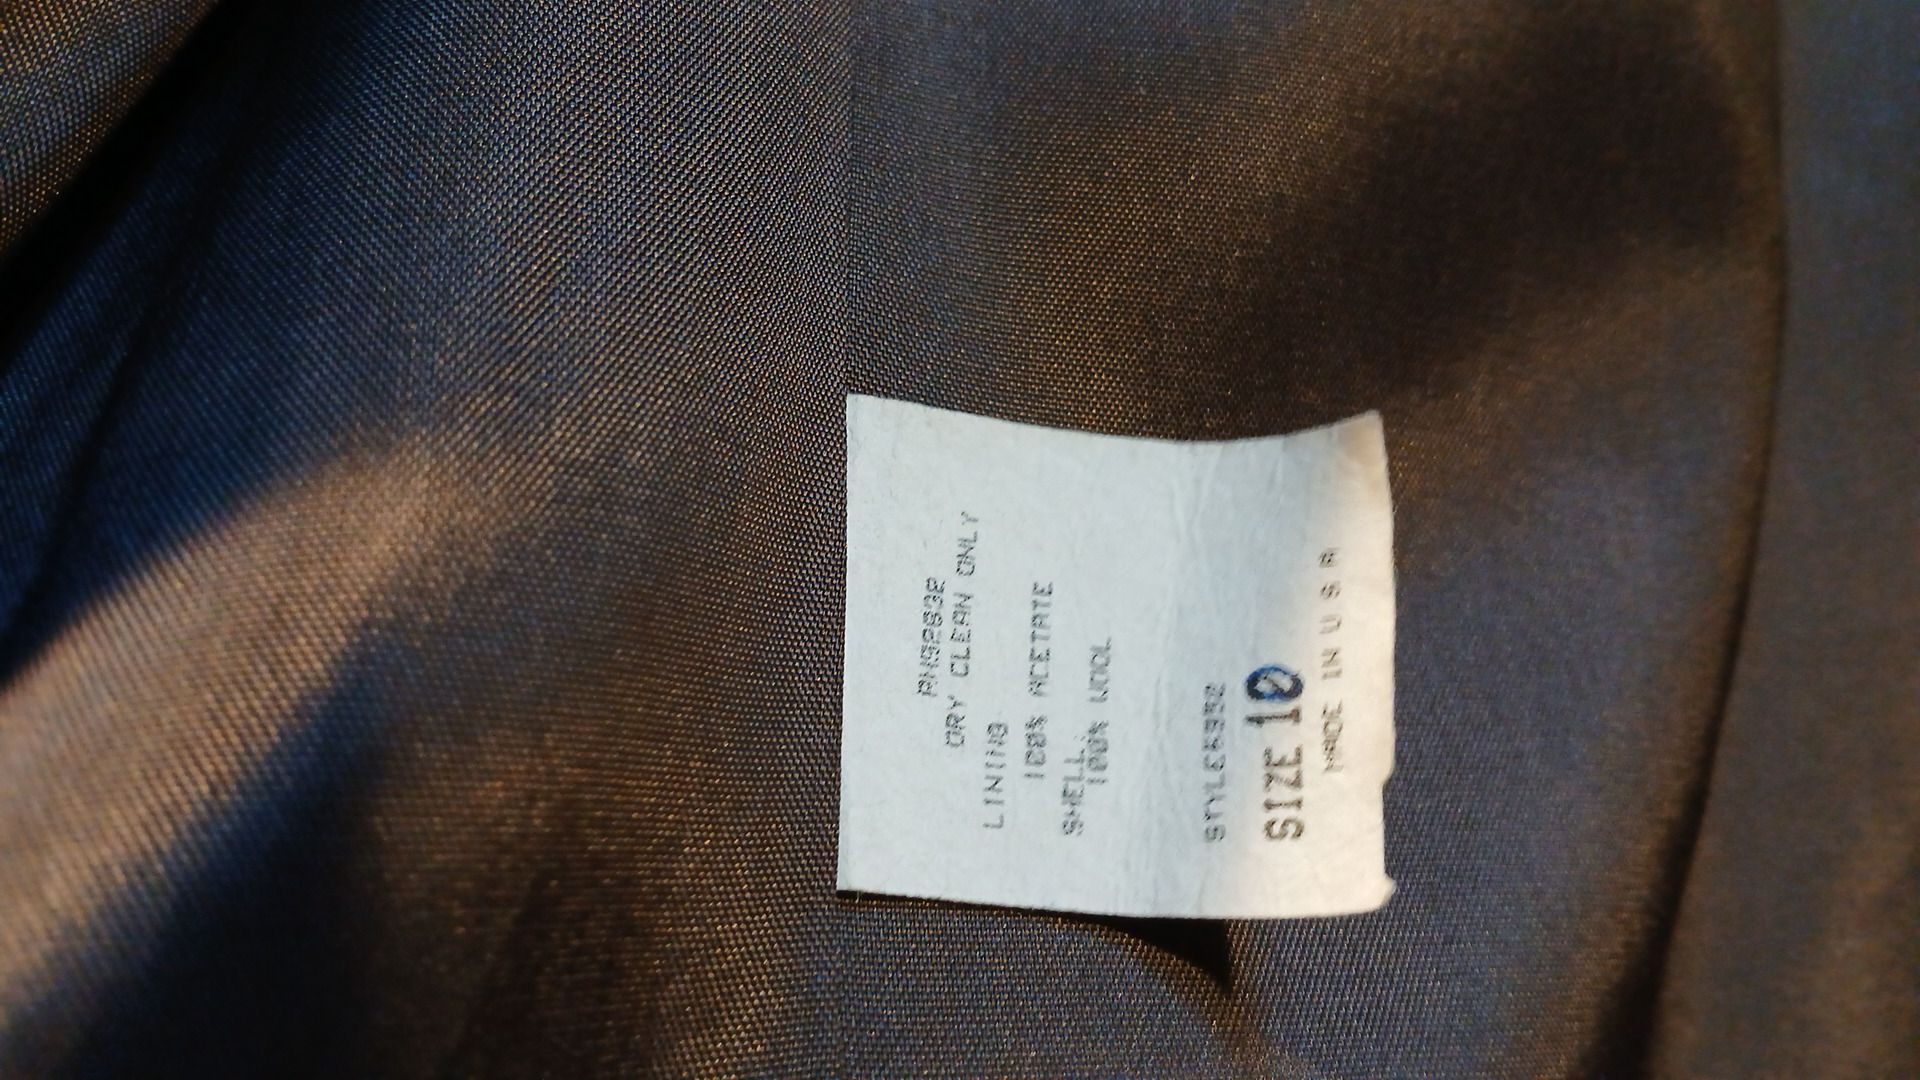 DRY CLEAN ONLY
LINING
100% ACETATE
SHELL:
100% WOOL
SIZE 10
MADE IN U S A